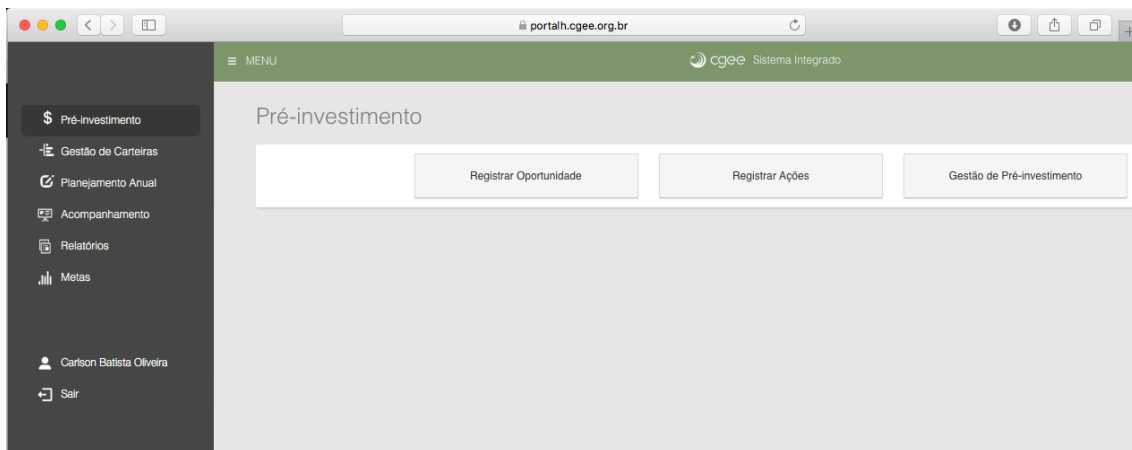 portalh.cgee.org.br
MENU
cgee Sistema Integrado
Pré-investimento
Gestão de Carteiras
Planejamento Anual
Acompanhamento
Relatórios
Metas
Carlson Batista Oliveira
Sair
Pré-investimento
Registrar Oportunidade
Registrar Ações
Gestão de Pré-investimento